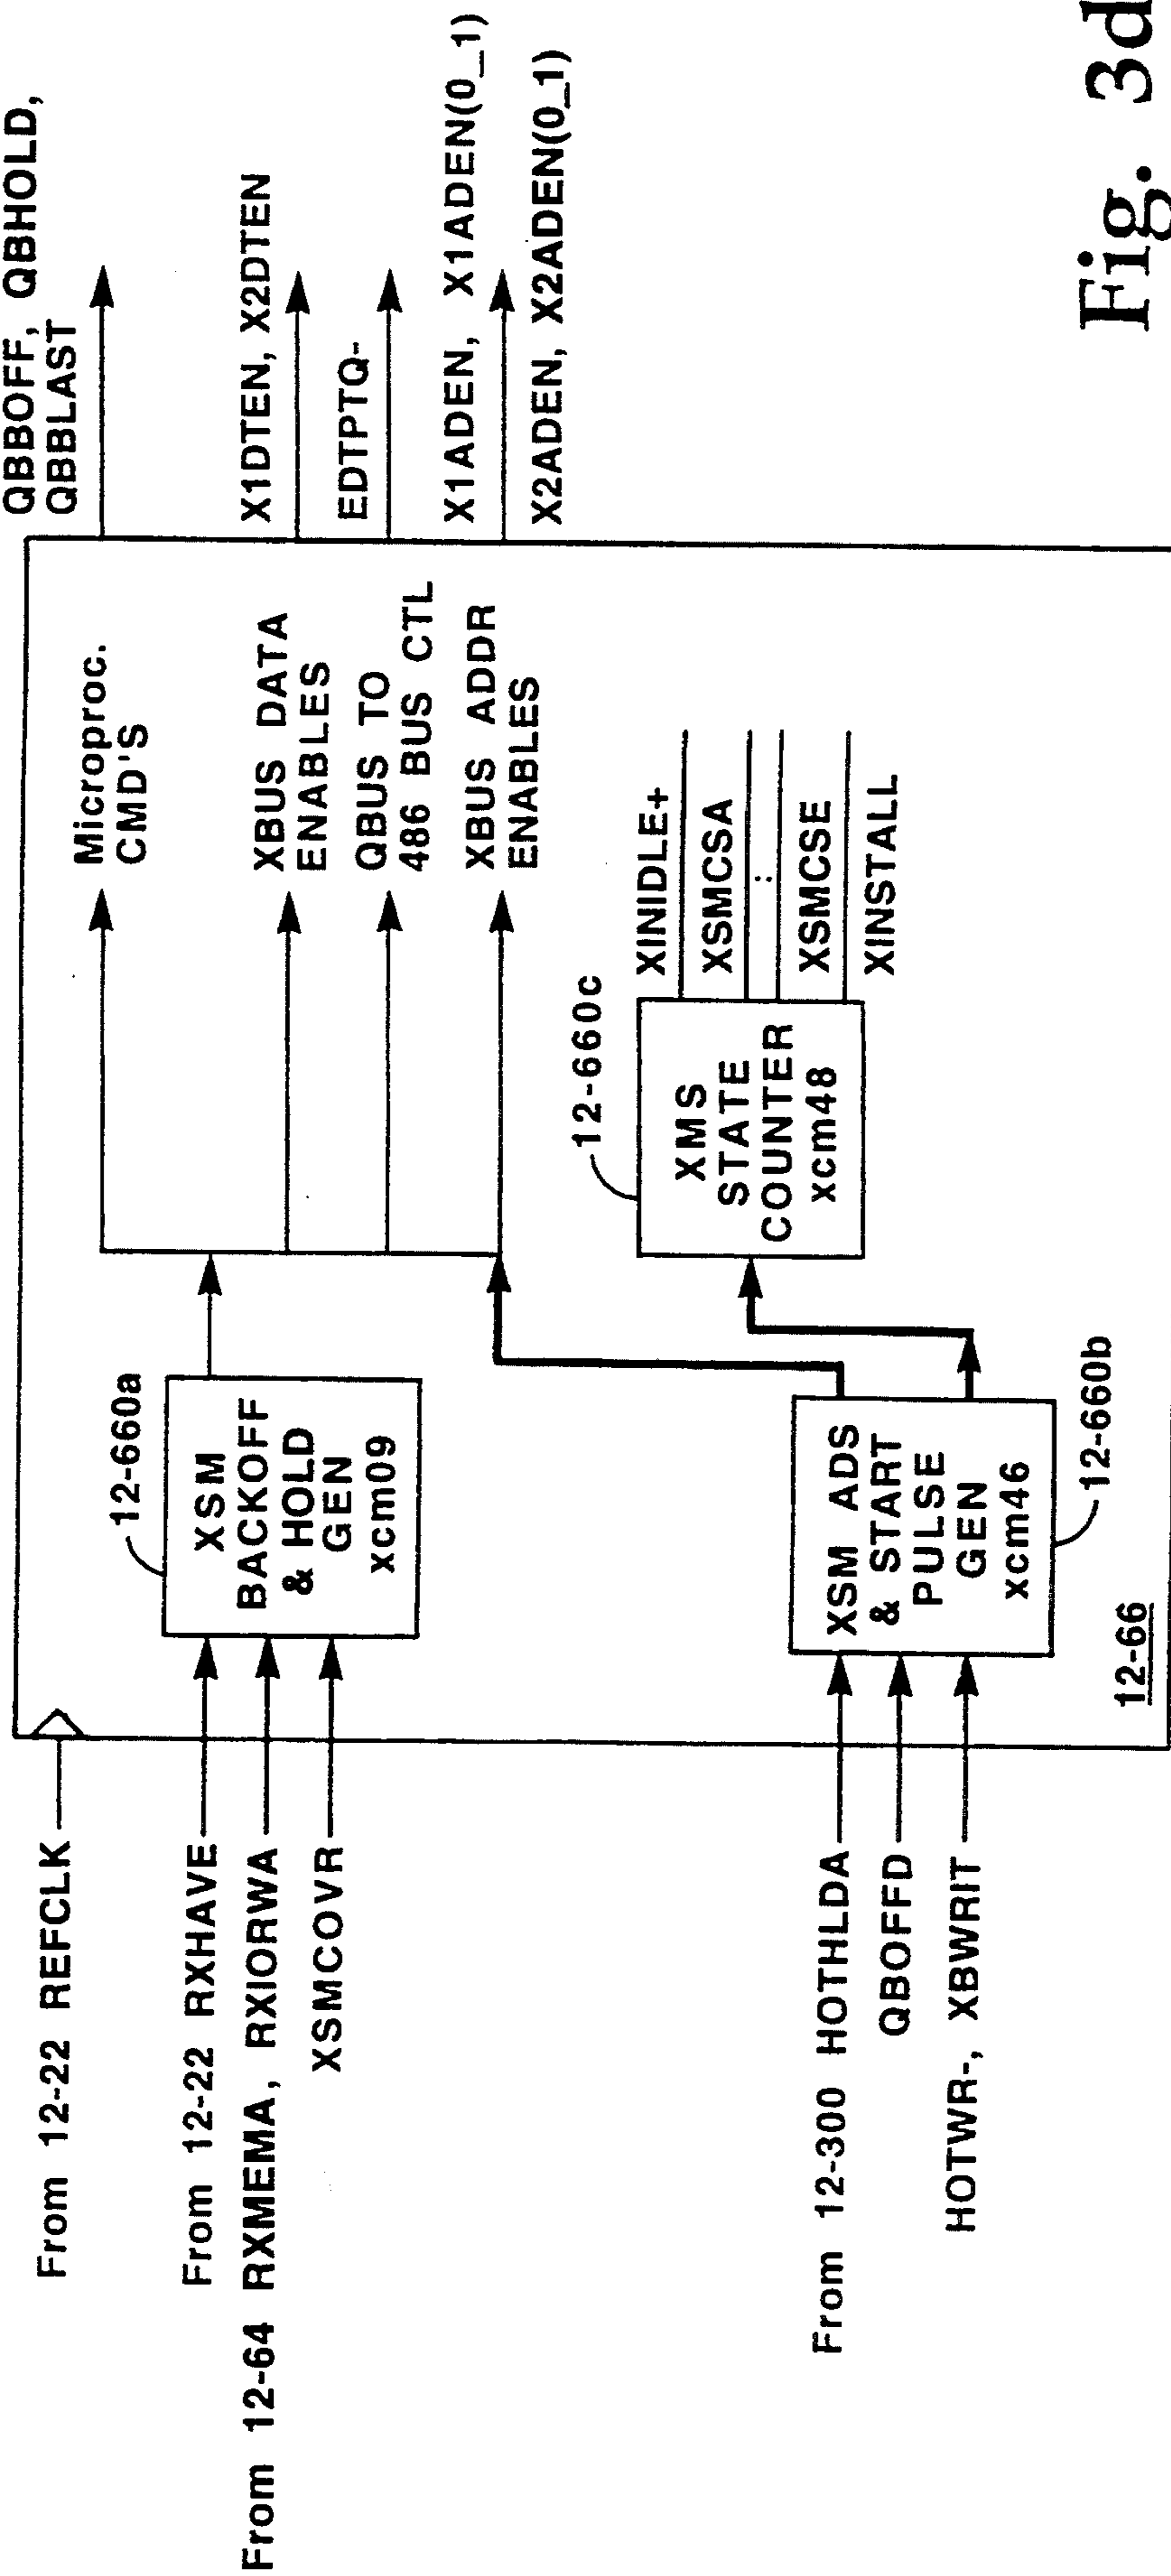 From 12-22 REFCLK
From 12-22 RXHAVE
From 12-64 RXMEMA, RXIORWA
XSMCOVR
From 12-300 HOTHLDA
QBOFFD
HOTWR-, XBWRIT
12-660a
XSM
BACKOFF
& HOLD
GEN
xcm09
XSM ADS
& START
PULSE
GEN
xcm46
12-660b
12-66
12-660c
XMS
STATE
COUNTER
xcm48
Microproc.
CMD'S
XBUS DATA
ENABLES
QBUS TO
486 BUS CTL
XBUS ADDR
ENABLES
XINIDLE+
XSMCSA
:
XSMCSE
XINSTALL
QBBOFF, QBHOLD,
QBBLAST
X1DTEN, X2DTEN
EDTPTQ-
X1ADEN, X1ADEN(0_1)
X2ADEN, X2ADEN(0_1)
Fig. 3d